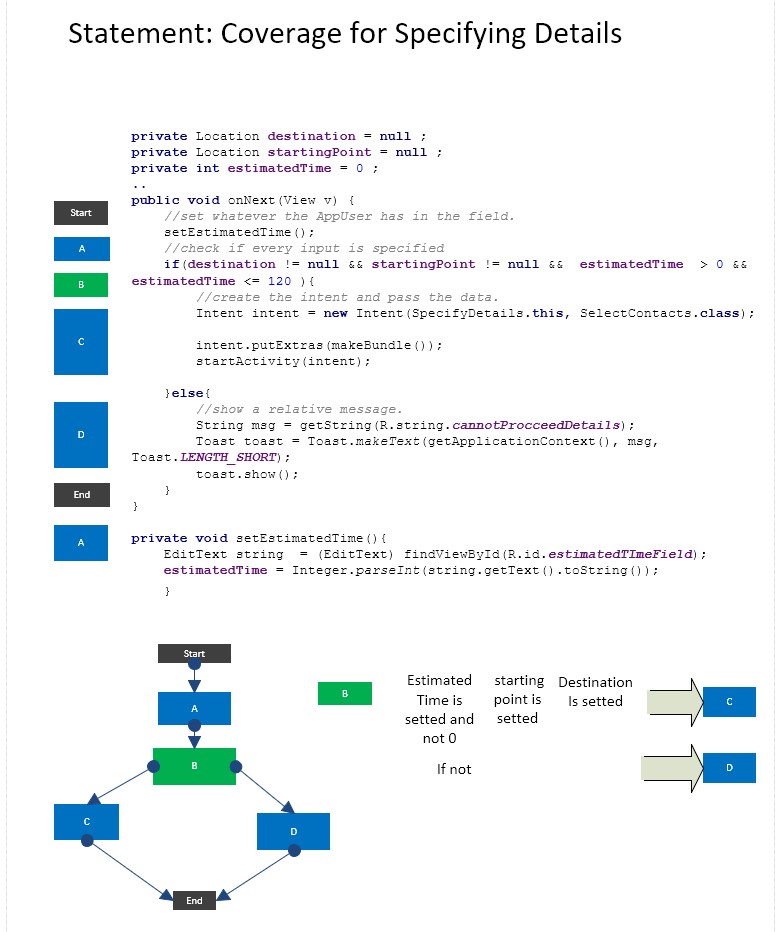 Statement: Coverage for Specifying Details
private Location destination = null ;
private Location startingPoint = null ;
private int estimatedTime = 0 ;
..
public void onNext(View v) {
Start
//set whatever the AppUser has in the field.
setEstimatedTime();
A
//check if every input is specified
if(destination != null && startingPoint != null && estimatedTime > 0 &&
B
estimatedTime <= 120 ){
//create the intent and pass the data.
Intent intent = new Intent(SpecifyDetails.this, SelectContacts.class);
C
intent.putExtras(makeBundle());
startActivity(intent);
}else{
//show a relative message.
String msg = getString(R.string.cannotProcceedDetails);
D
Toast toast = Toast.makeText(getApplicationContext(), msg,
Toast.LENGTH_SHORT);
toast.show();
}
End
}
A
private void setEstimatedTime(){
EditText string = (EditText) findViewById(R.id.estimatedTImeField);
estimatedTime = Integer.parseInt(string.getText().toString());
}
Start
A
B
C
D
End
B
Estimated
Time is
setted and
not 0
starting
point is
setted
Destination
Is setted
C
If not
D